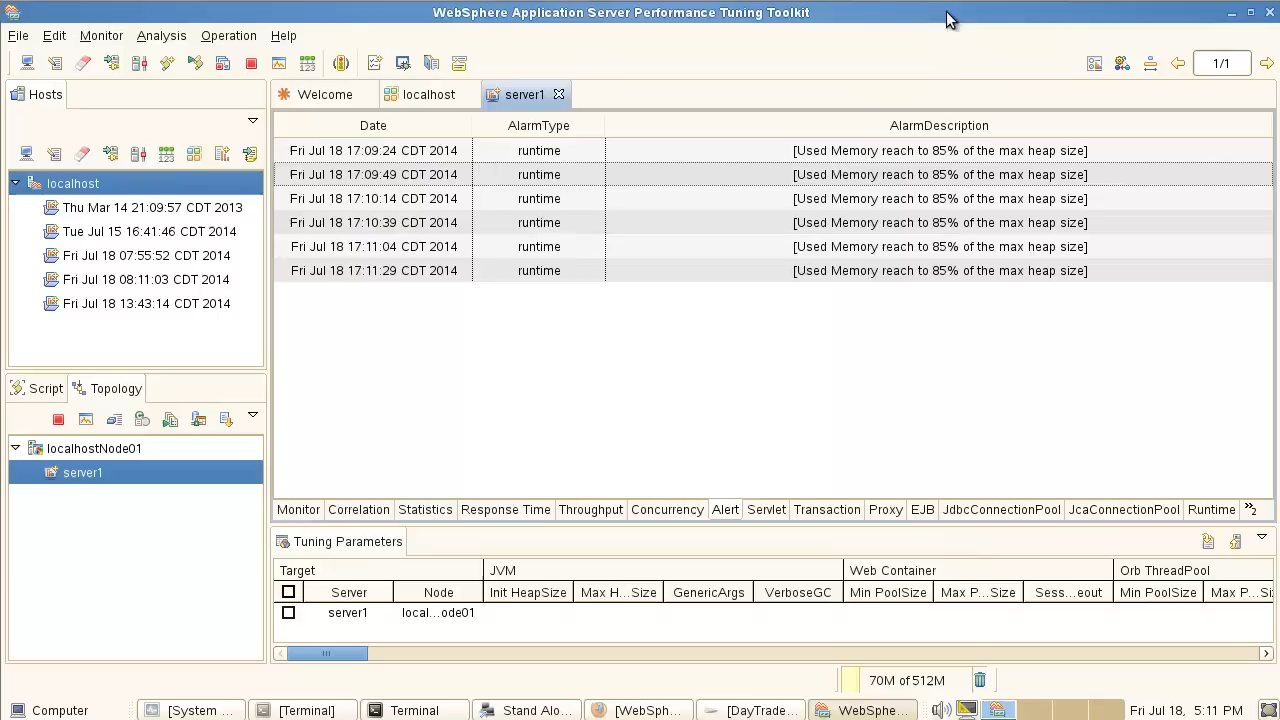 WebSphere Application Server Performance Tuning Toolkit
File Edit Monitor Analysis Operation Help
1/1
Hosts
Welcome localhost server1
Date AlarmType AlarmDescription
Fri Jul 18 17:09:24 CDT 2014 runtime [Used Memory reach to 85% of the max heap size]
Fri Jul 18 17:09:49 CDT 2014 runtime [Used Memory reach to 85% of the max heap size]
Fri Jul 18 17:10:14 CDT 2014 runtime [Used Memory reach to 85% of the max heap size]
Fri Jul 18 17:10:39 CDT 2014 runtime [Used Memory reach to 85% of the max heap size]
Fri Jul 18 17:11:04 CDT 2014 runtime [Used Memory reach to 85% of the max heap size]
Fri Jul 18 17:11:29 CDT 2014 runtime [Used Memory reach to 85% of the max heap size]
localhost
Thu Mar 14 21:09:57 CDT 2013
Tue Jul 15 16:41:46 CDT 2014
Fri Jul 18 07:55:52 CDT 2014
Fri Jul 18 08:11:03 CDT 2014
Fri Jul 18 13:43:14 CDT 2014
Script Topology
localhostNode01
server1
Monitor Correlation Statistics Response Time Throughput Concurrency Alert Servlet Transaction Proxy EJB JdbcConnectionPool JcaConnectionPool Runtime »2
Tuning Parameters
Target JVM Web Container Orb ThreadPool
Server Node Init HeapSize Max H...Size GenericArgs VerboseGC Min PoolSize Max P...Size Sess...eout Min PoolSize Max P...Si
server1 local...ode01
70M of 512M
Computer [System ... [Terminal] Terminal Stand Alo... [WebSph... [DayTrade... WebSphe... Fri Jul 18, 5:11 PM